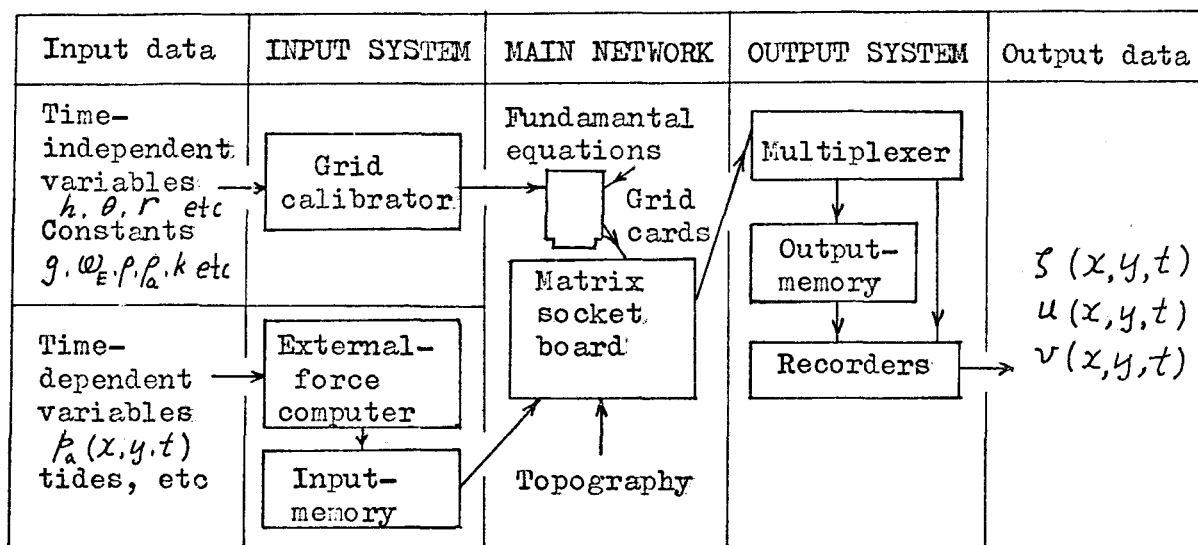 Input data
INPUT SYSTEM
MAIN NETWORK
OUTPUT SYSTEM
Output data
Time-
independent
variables
h, θ, r etc
Constants
g, ω_E, ρ, ρ_a, k etc
Grid
calibrator
Fundamantal
equations
Grid
cards
Matrix
socket
board
Topography
Multiplexer
Output-
memory
Recorders
ζ (x,y,t)
u (x,y,t)
v (x,y,t)
Time-
dependent
variables
p_a (x,y,t)
tides, etc
External-
force
computer
Input-
memory